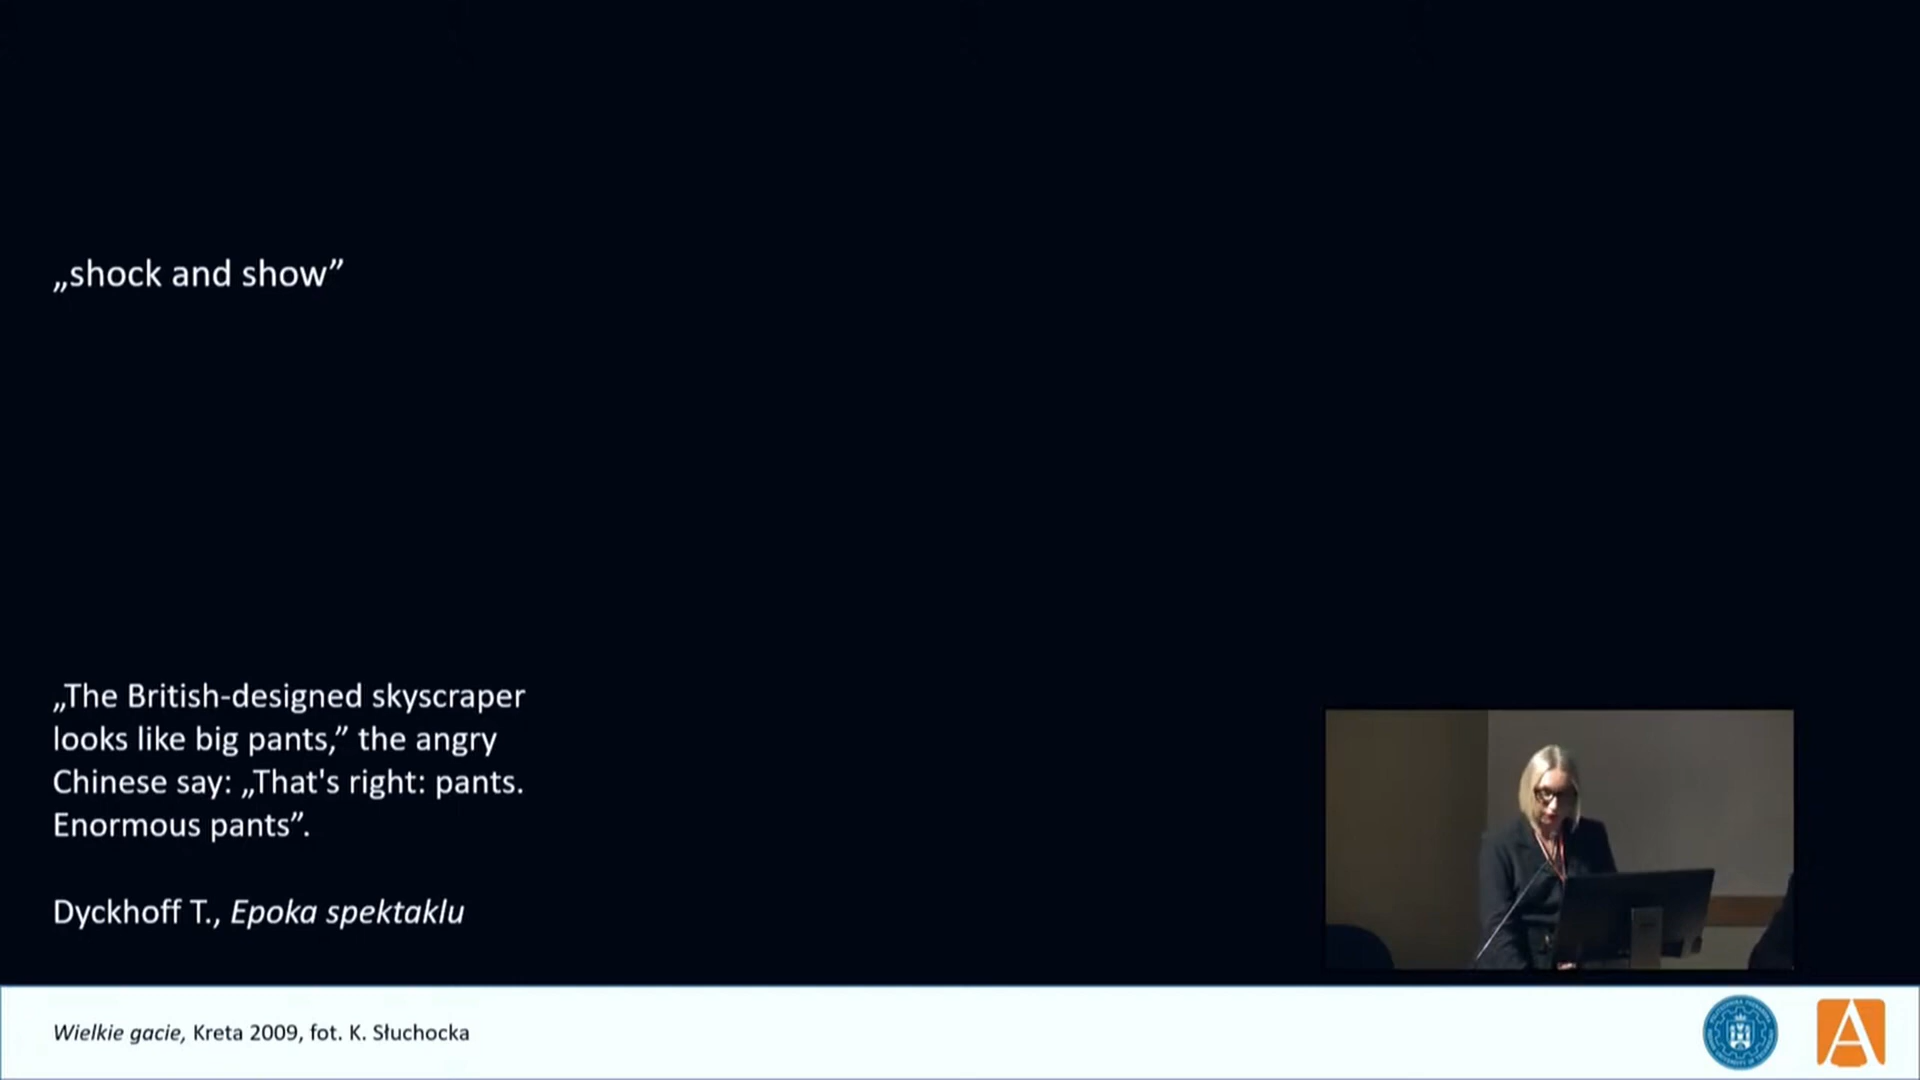 „shock and show”
„The British-designed skyscraper
looks like big pants,” the angry
Chinese say: „That's right: pants.
Enormous pants”.
Dyckhoff T., Epoka spektaklu
Wielkie gacie, Kreta 2009, fot. K. Słuchocka
A